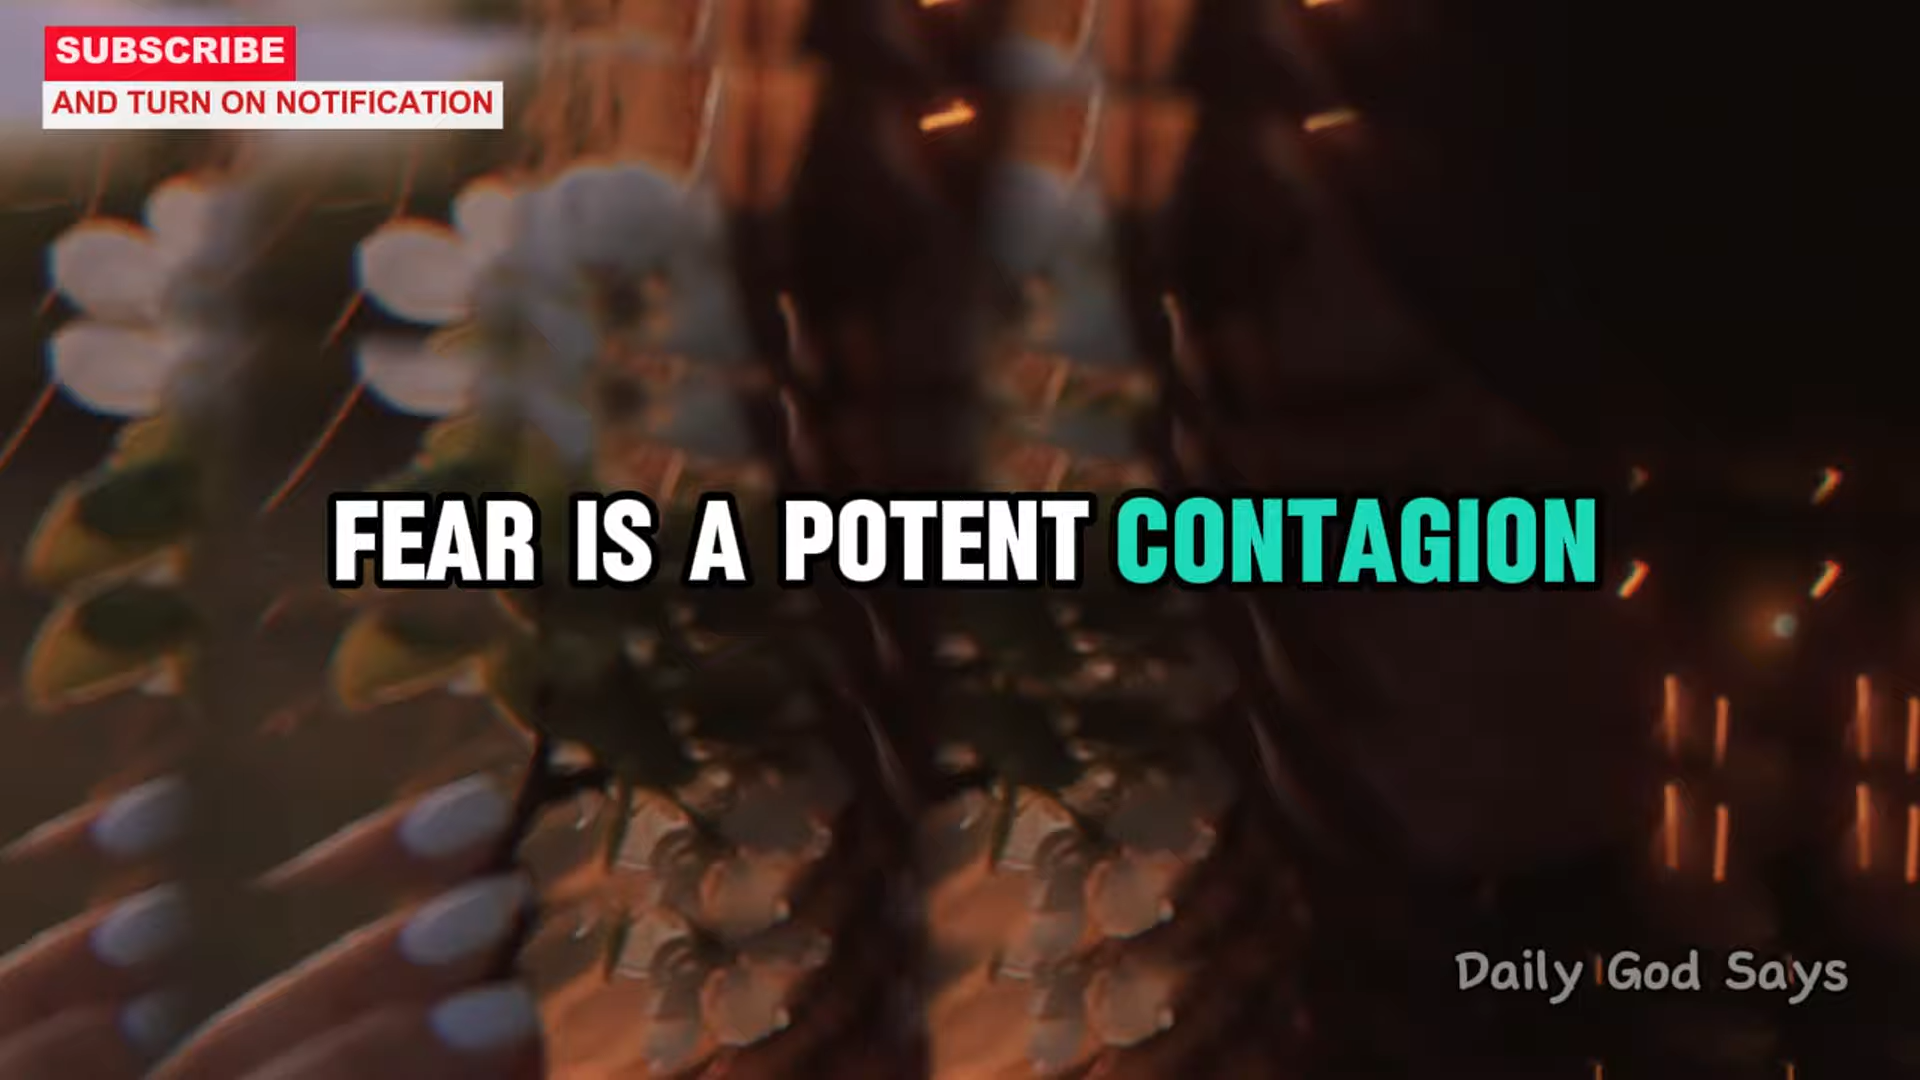 SUBSCRIBE
AND TURN ON NOTIFICATION
FEAR IS A POTENT CONTAGION
Daily God Says